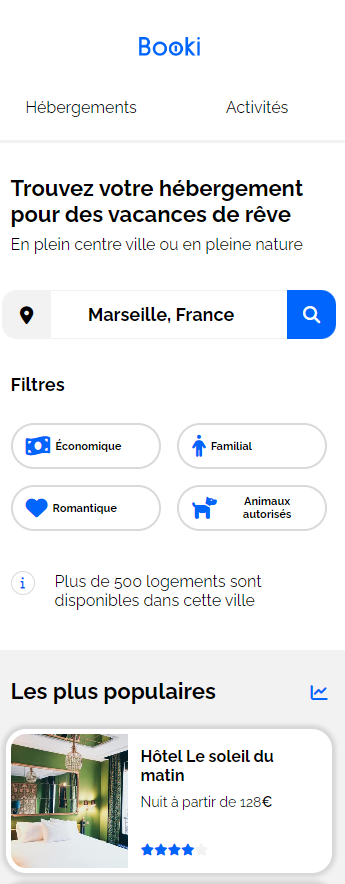 Booki
Hébergements
Activités
Trouvez votre hébergement
pour des vacances de rêve
En plein centre ville ou en pleine nature
Marseille, France
Filtres
Économique
Familial
Romantique
Animaux
autorisés
i
Plus de 500 logements sont
disponibles dans cette ville
Les plus populaires
Hôtel Le soleil du
matin
Nuit à partir de 128€